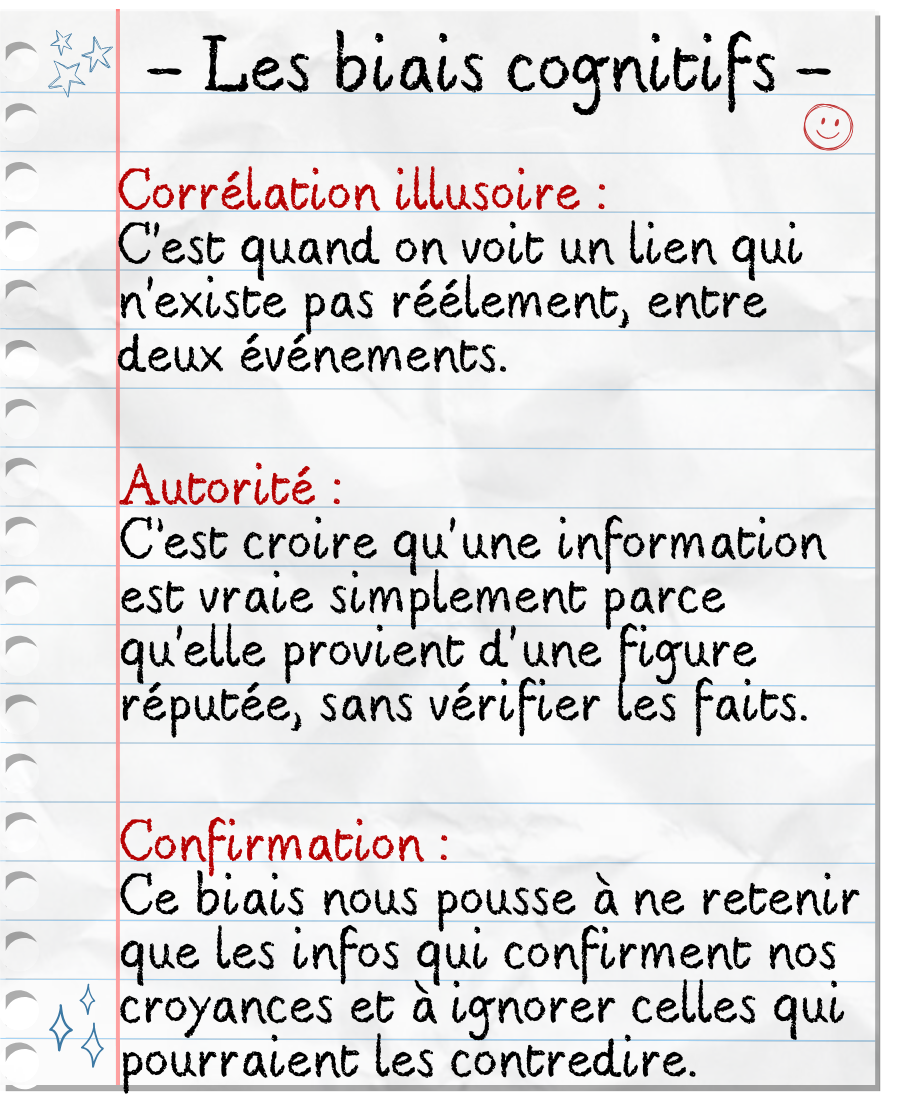 – Les biais cognitifs –
Corrélation illusoire :
C'est quand on voit un lien qui
n'existe pas réélement, entre
deux événements.
Autorité :
C'est croire qu'une information
est vraie simplement parce
qu'elle provient d'une figure
réputée, sans vérifier les faits.
Confirmation :
Ce biais nous pousse à ne retenir
que les infos qui confirment nos
croyances et à ignorer celles qui
pourraient les contredire.